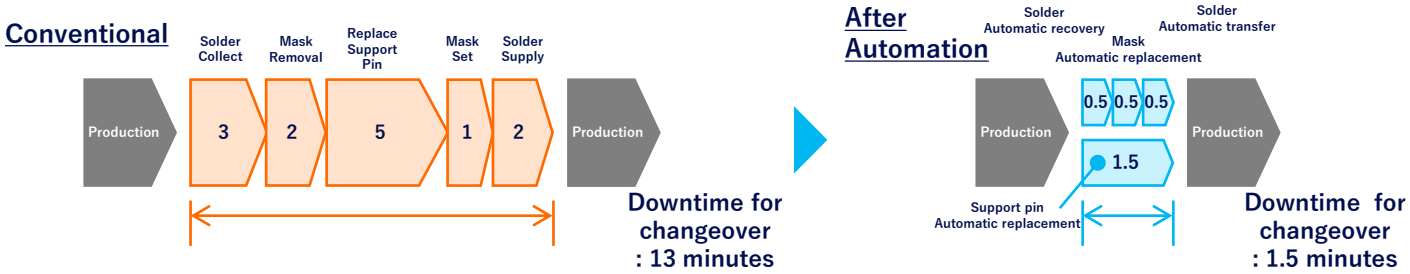 Conventional
Solder
Collect
Mask
Removal
Replace
Support
Pin
Mask
Set
Solder
Supply
Production
3
2
5
1
2
Production
Downtime for
changeover
: 13 minutes
After
Automation
Solder
Automatic recovery
Mask
Automatic replacement
Solder
Automatic transfer
Production
0.5
0.5
0.5
1.5
Production
Support pin
Automatic replacement
Downtime for
changeover
: 1.5 minutes